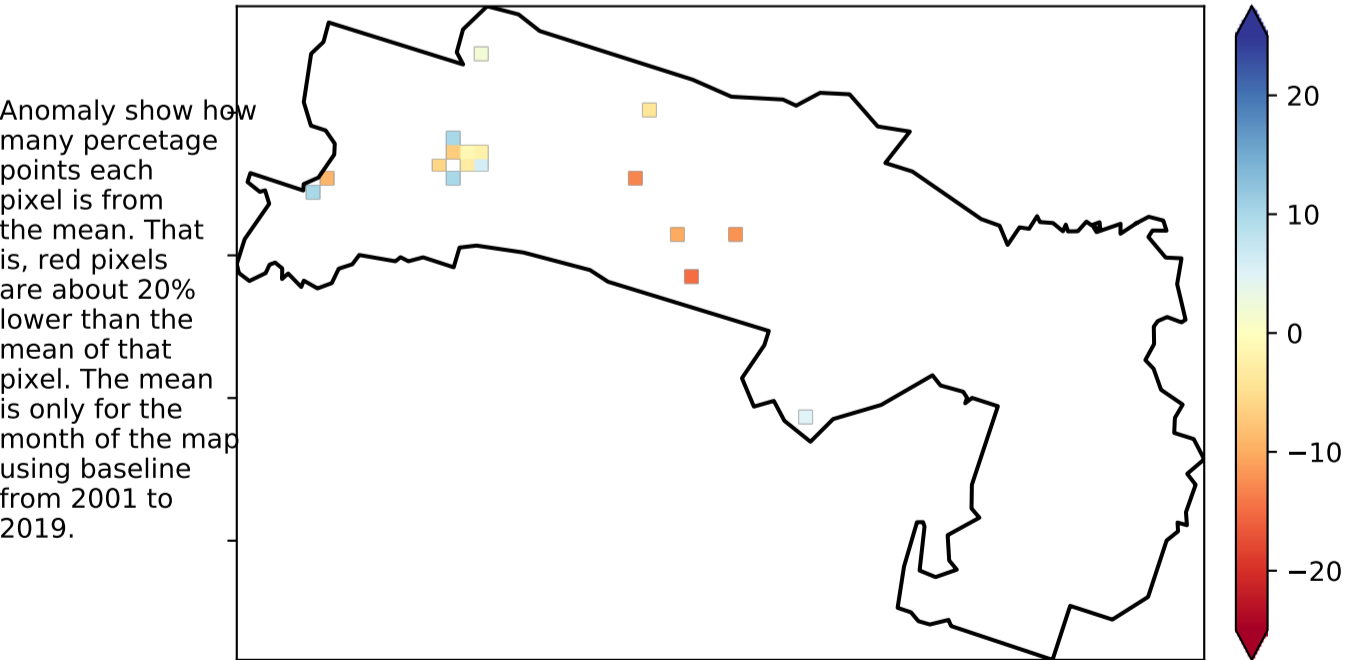 Anomaly show how
many percetage
points each
pixel is from
the mean. That
is, red pixels
are about 20%
lower than the
mean of that
pixel. The mean
is only for the
month of the map
using baseline
from 2001 to
2019.
20
10
0
−10
−20